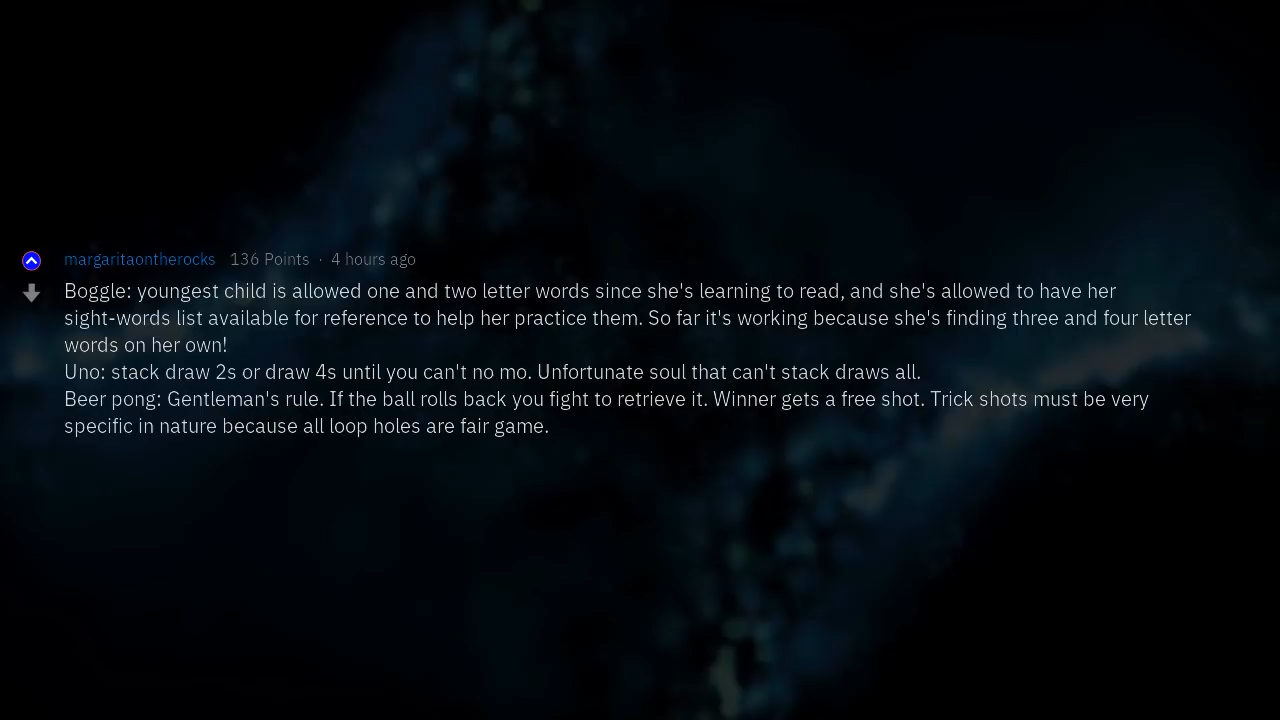 margaritaontherocks 136 Points · 4 hours ago
Boggle: youngest child is allowed one and two letter words since she's learning to read, and she's allowed to have her
sight-words list available for reference to help her practice them. So far it's working because she's finding three and four letter
words on her own!
Uno: stack draw 2s or draw 4s until you can't no mo. Unfortunate soul that can't stack draws all.
Beer pong: Gentleman's rule. If the ball rolls back you fight to retrieve it. Winner gets a free shot. Trick shots must be very
specific in nature because all loop holes are fair game.